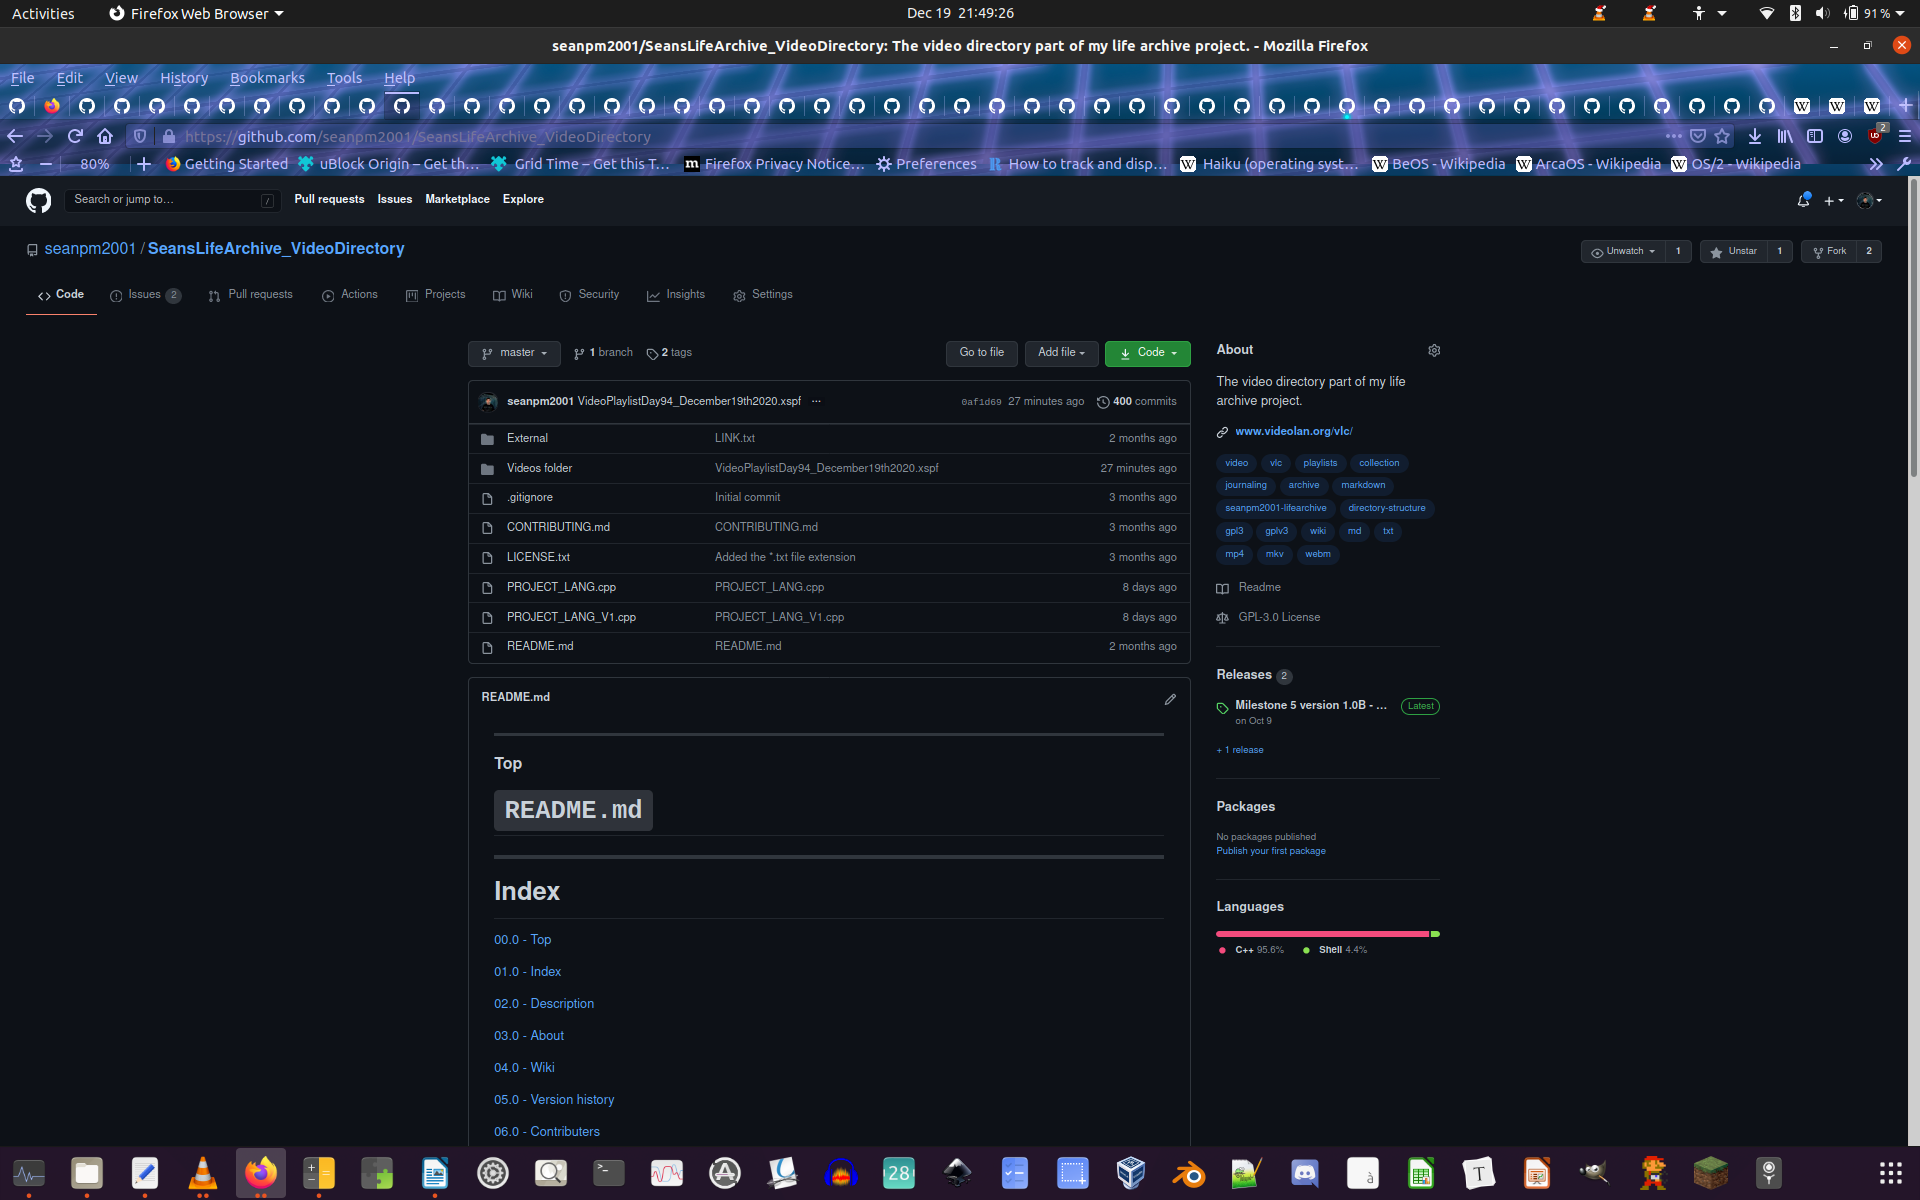 Activities Firefox Web Browser Dec 19 21:49:26 91 %
seanpm2001/SeansLifeArchive_VideoDirectory: The video directory part of my life archive project. - Mozilla Firefox
File Edit View History Bookmarks Tools Help
https://github.com/seanpm2001/SeansLifeArchive_VideoDirectory 2
80% Getting Started uBlock Origin – Get th… Grid Time – Get this T… Firefox Privacy Notice… Preferences How to track and disp… Haiku (operating syst… BeOS - Wikipedia ArcaOS - Wikipedia OS/2 - Wikipedia
Search or jump to… / Pull requests Issues Marketplace Explore
seanpm2001 / SeansLifeArchive_VideoDirectory Unwatch 1 Unstar 1 Fork 2
Code Issues 2 Pull requests Actions Projects Wiki Security Insights Settings
master 1 branch 2 tags Go to file Add file Code
seanpm2001 VideoPlaylistDay94_December19th2020.xspf ... 0af1d69 27 minutes ago 400 commits
External LINK.txt 2 months ago
Videos folder VideoPlaylistDay94_December19th2020.xspf 27 minutes ago
.gitignore Initial commit 3 months ago
CONTRIBUTING.md CONTRIBUTING.md 3 months ago
LICENSE.txt Added the *.txt file extension 3 months ago
PROJECT_LANG.cpp PROJECT_LANG.cpp 8 days ago
PROJECT_LANG_V1.cpp PROJECT_LANG_V1.cpp 8 days ago
README.md README.md 2 months ago
README.md
Top
README.md
Index
00.0 - Top
01.0 - Index
02.0 - Description
03.0 - About
04.0 - Wiki
05.0 - Version history
06.0 - Contributers
About
The video directory part of my life
archive project.
www.videolan.org/vlc/
video vlc playlists collection
journaling archive markdown
seanpm2001-lifearchive directory-structure
gpl3 gplv3 wiki md txt
mp4 mkv webm
Readme
GPL-3.0 License
Releases 2
Milestone 5 version 1.0B - ... Latest
on Oct 9
+ 1 release
Packages
No packages published
Publish your first package
Languages
C++ 95.6% Shell 4.4%
28